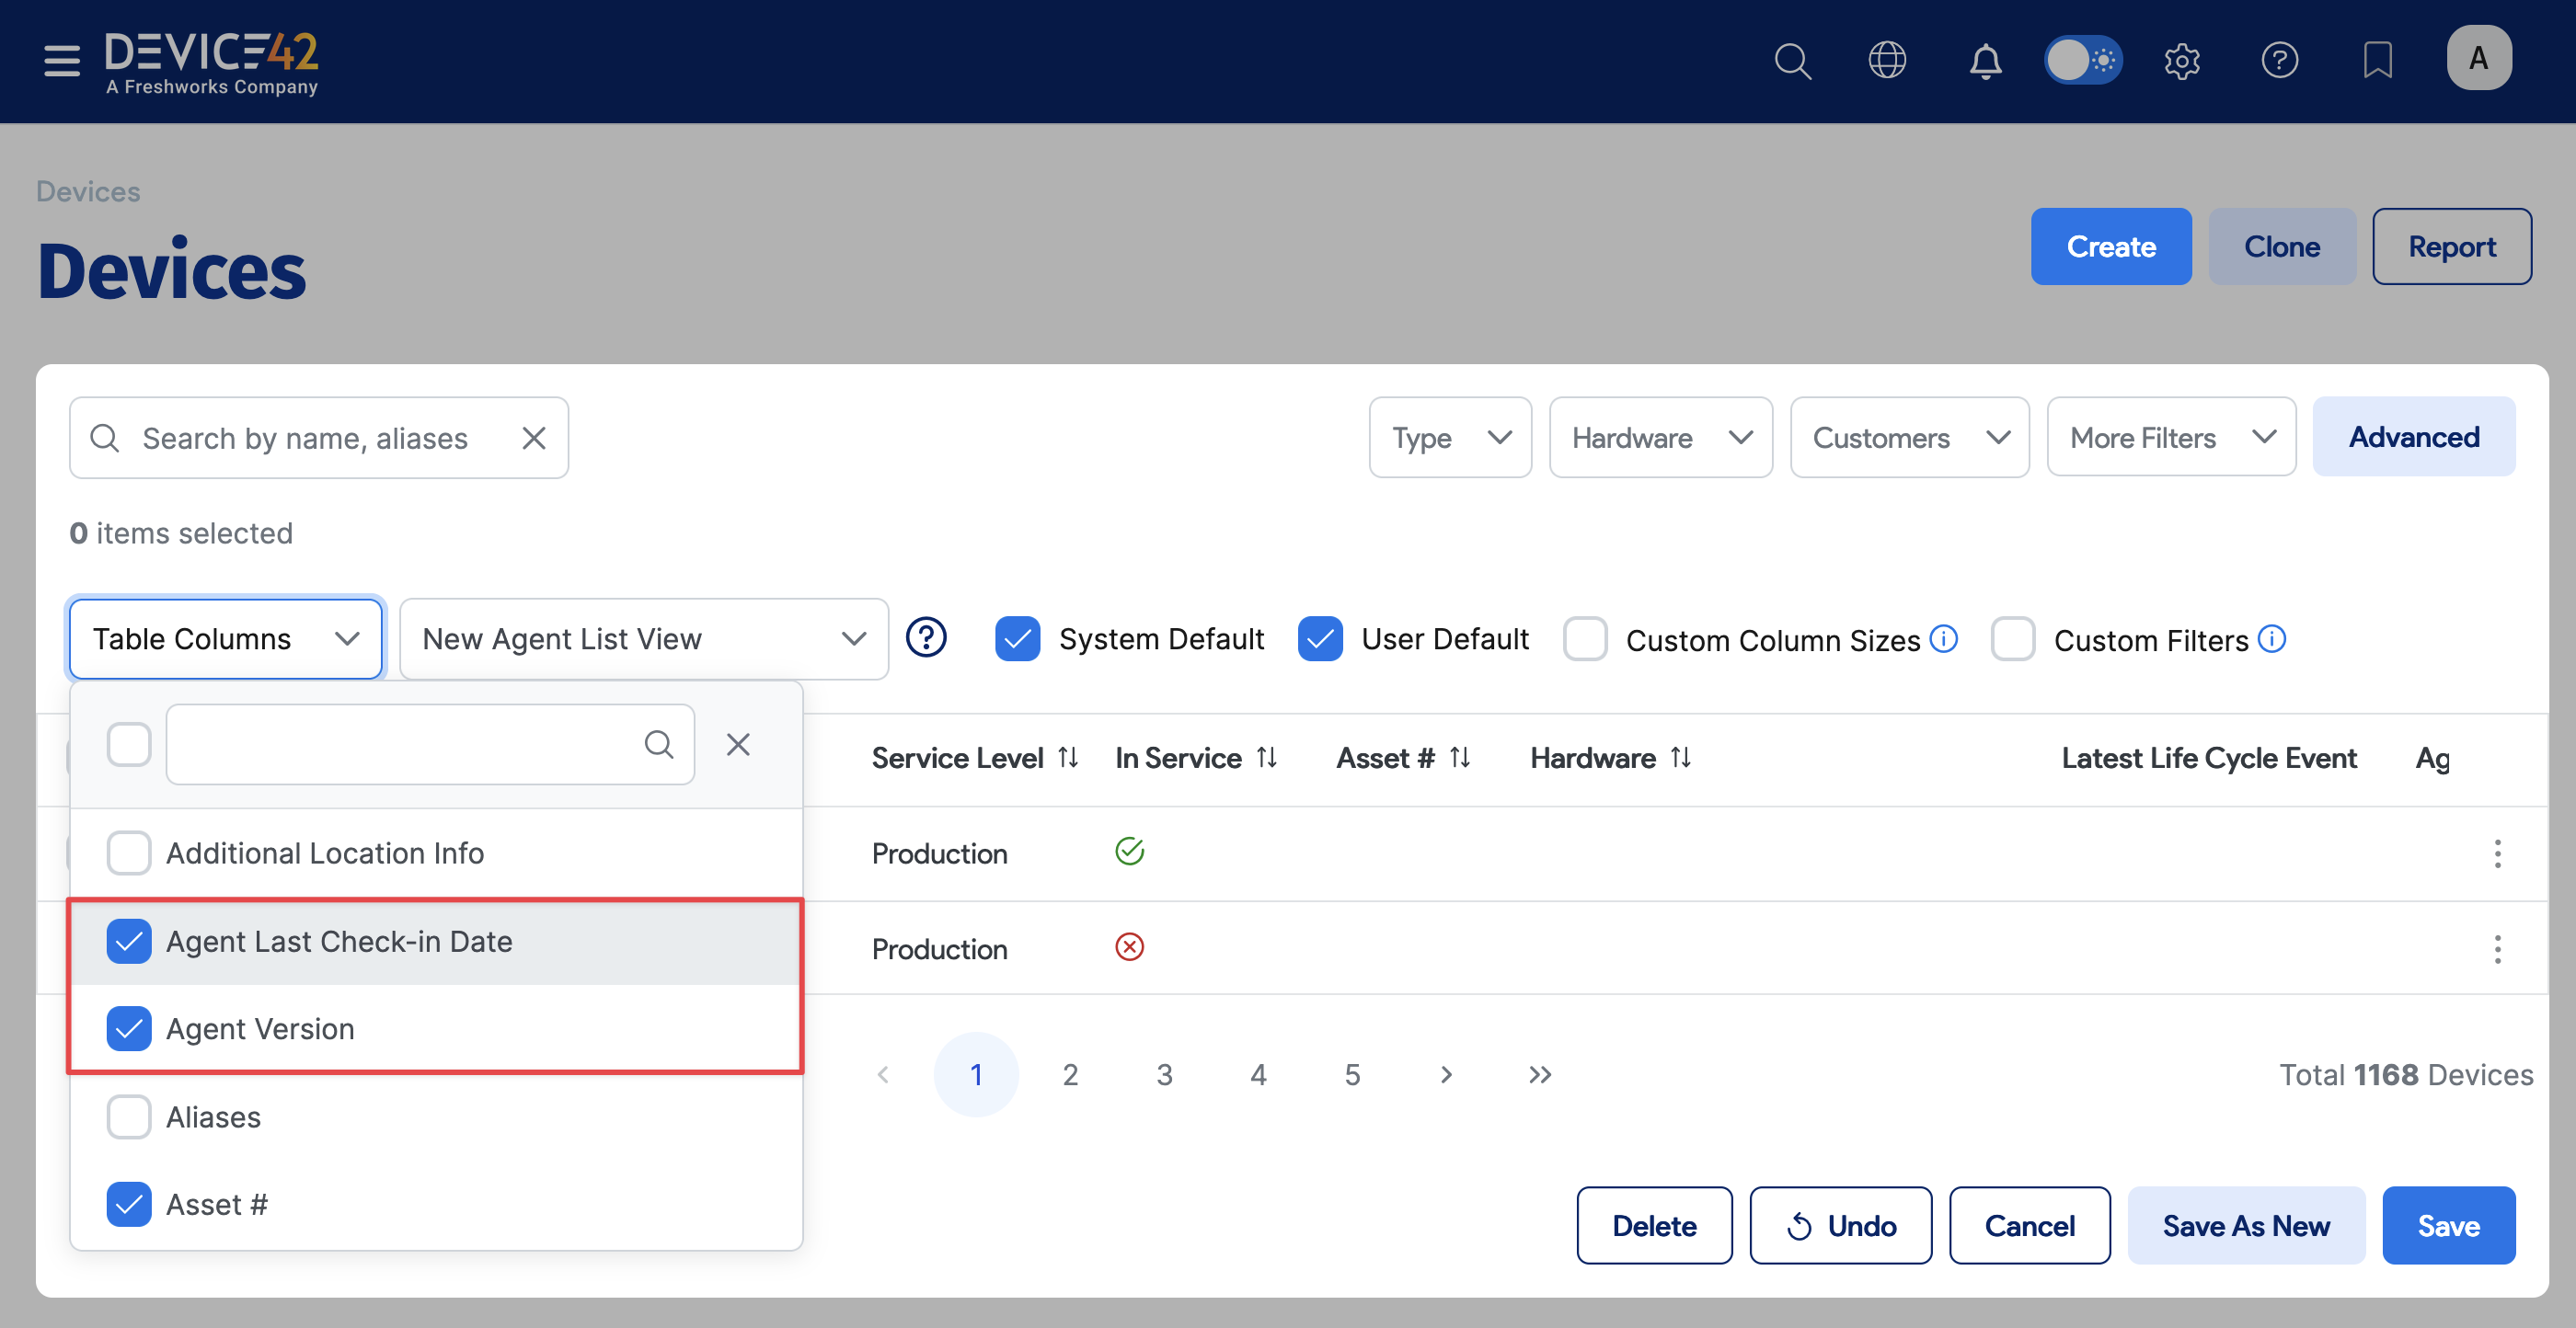 DEVICE42
A Freshworks Company
A
Devices
Devices
Create
Clone
Report
Search by name, aliases
Type
Hardware
Customers
More Filters
Advanced
0 items selected
Table Columns
New Agent List View
System Default
User Default
Custom Column Sizes
Custom Filters
Service Level
In Service
Asset #
Hardware
Latest Life Cycle Event
Ag
Additional Location Info
Production
Agent Last Check-in Date
Production
Agent Version
1
2
3
4
5
Total 1168 Devices
Aliases
Asset #
Delete
Undo
Cancel
Save As New
Save